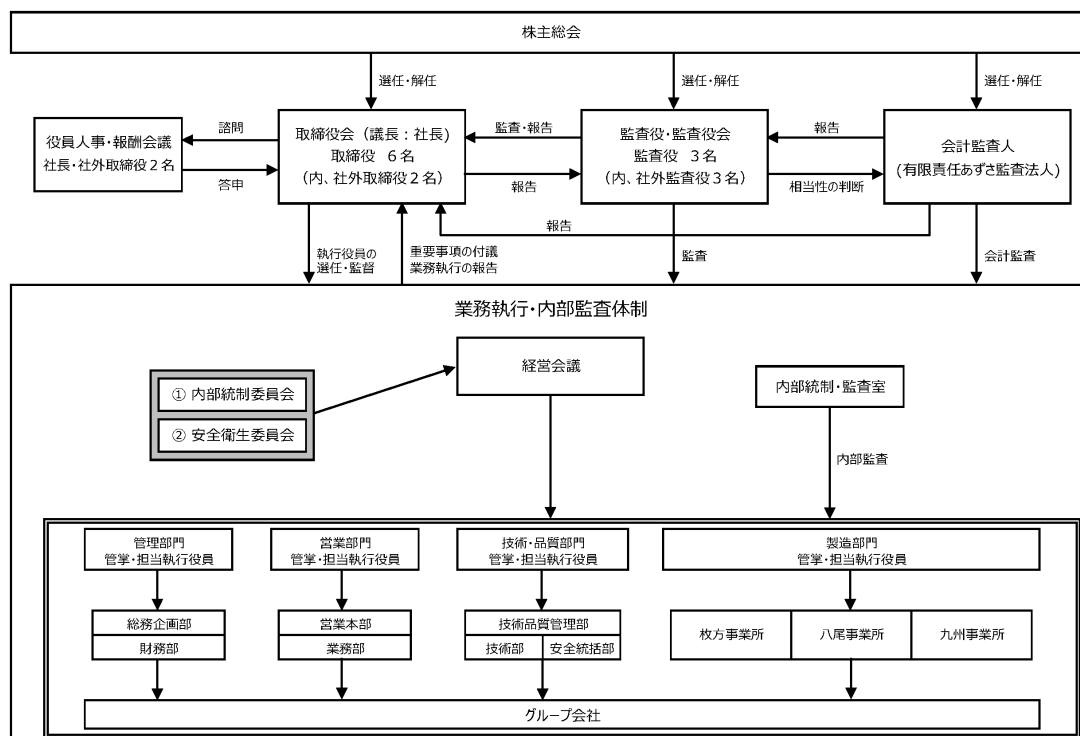 株主総会
選任・解任
選任・解任
選任・解任
役員人事・報酬会議
社長・社外取締役2名
諮問
答申
取締役会（議長：社長）
取締役　6名
（内、社外取締役2名）
監査・報告
報告
監査役・監査役会
監査役　3名
（内、社外監査役3名）
報告
相当性の判断
会計監査人
(有限責任あずさ監査法人)
報告
執行役員の
選任・監督
重要事項の付議
業務執行の報告
監査
会計監査
業務執行・内部監査体制
経営会議
① 内部統制委員会
② 安全衛生委員会
内部統制・監査室
内部監査
管理部門
管掌・担当執行役員
営業部門
管掌・担当執行役員
技術・品質部門
管掌・担当執行役員
製造部門
管掌・担当執行役員
総務企画部
財務部
営業本部
業務部
技術品質管理部
技術部
安全統括部
枚方事業所
八尾事業所
九州事業所
グループ会社